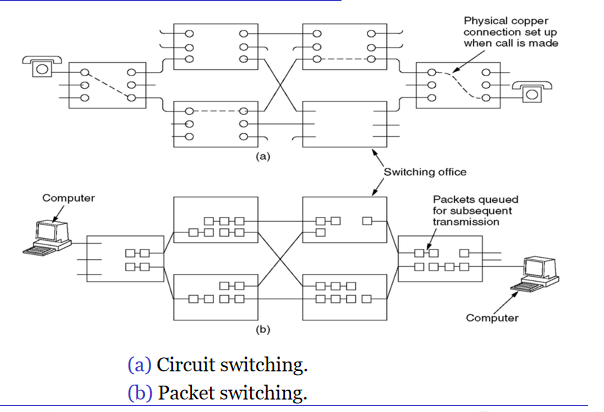 Physical copper
connection set up
when call is made
(a)
Switching office
Computer
Packets queued
for subsequent
transmission
Computer
(b)
(a) Circuit switching.
(b) Packet switching.